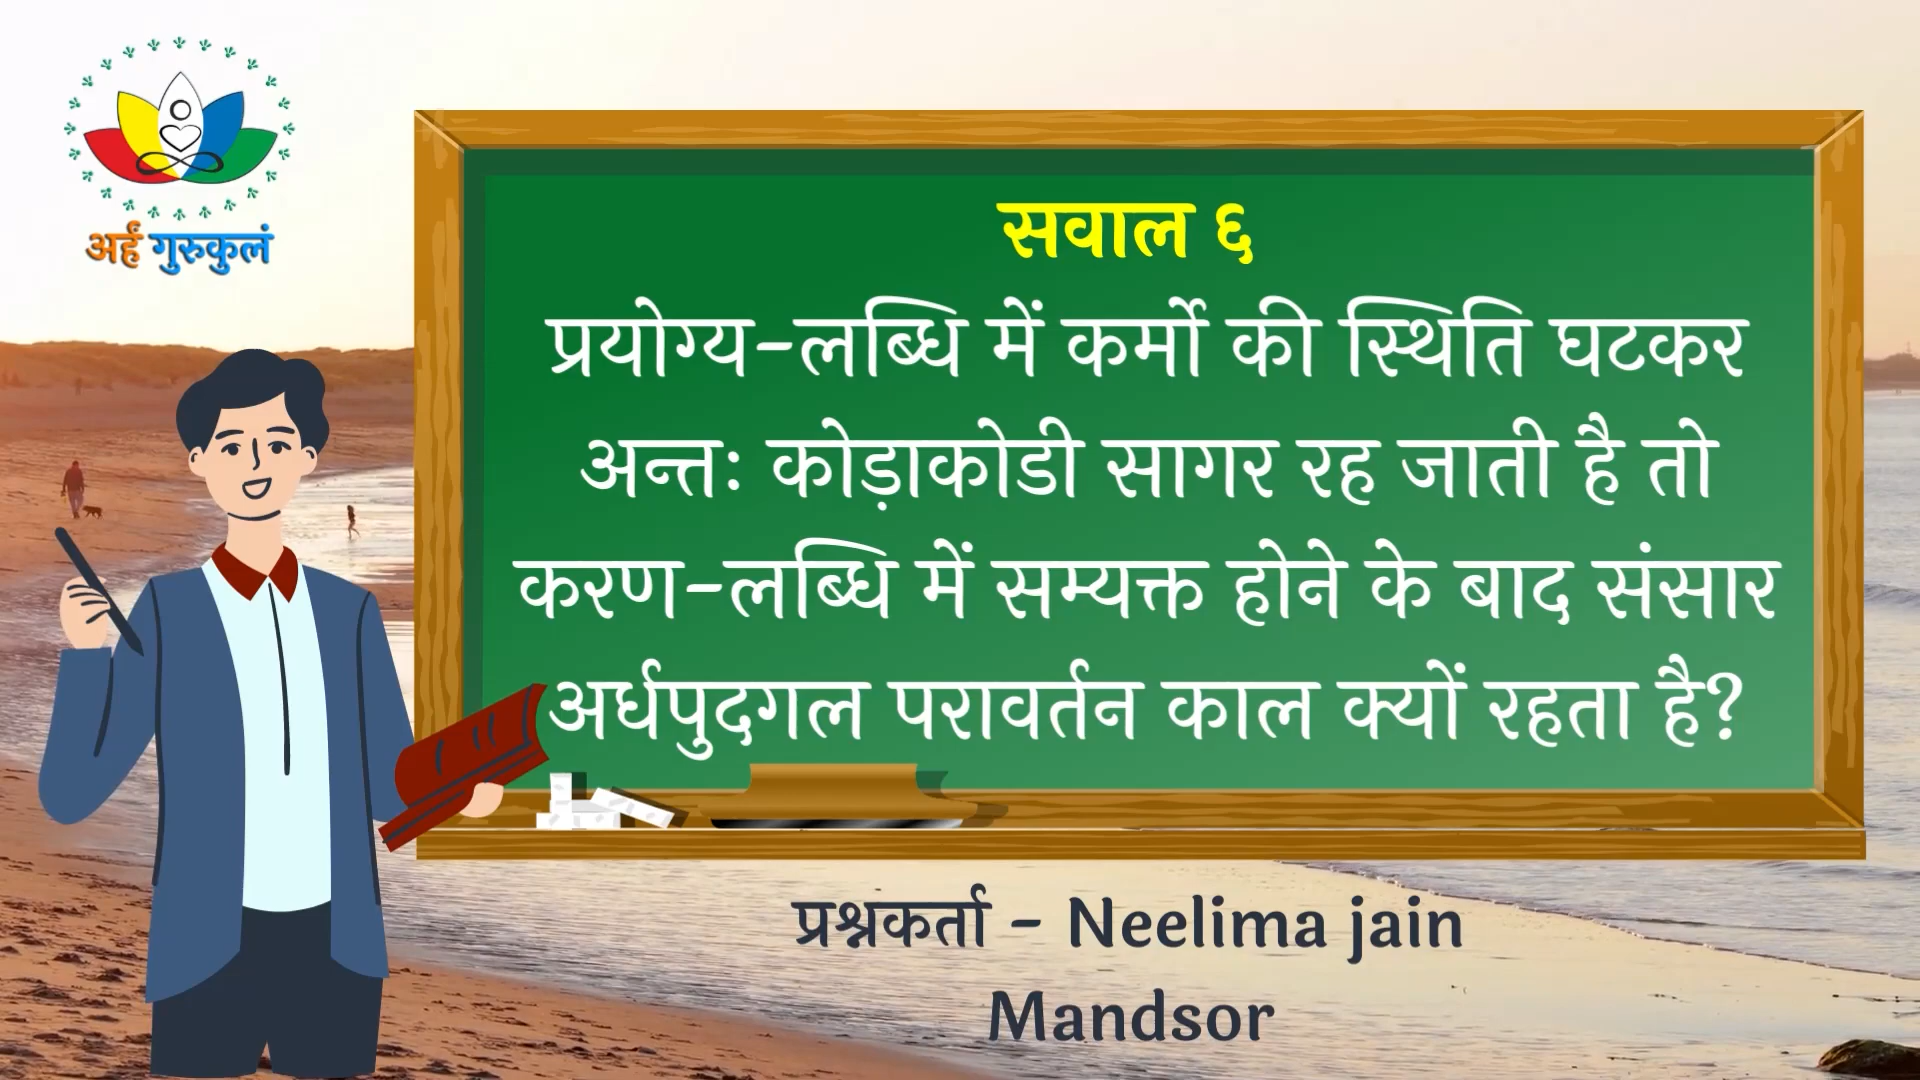 अर्हं गुरुकुलं
सवाल ६
प्रयोग्य-लब्धि में कर्मो की स्थिति घटकर
अन्तः कोड़ाकोडी सागर रह जाती है तो
करण-लब्धि में सम्यक्त होने के बाद संसार
अर्धपुदगल परावर्तन काल क्यों रहता है?
प्रश्नकर्ता - Neelima jain
Mandsor